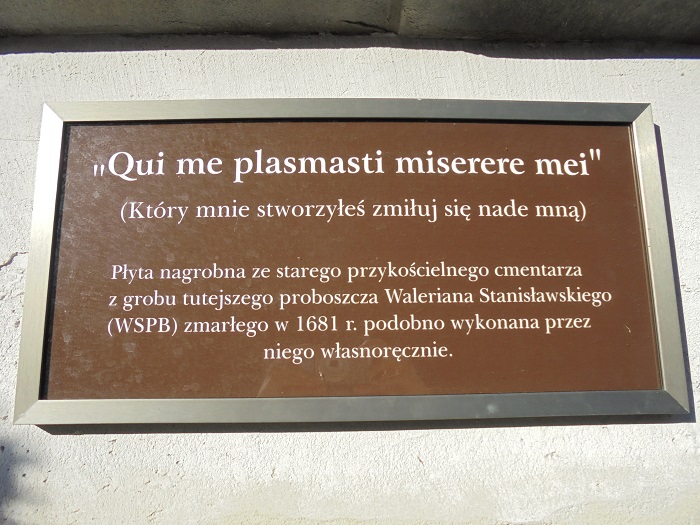 „Qui me plasmasti miserere mei"
(Który mnie stworzyłeś zmiłuj się nade mną)
Płyta nagrobna ze starego przykościelnego cmentarza
z grobu tutejszego proboszcza Waleriana Stanisławskiego
(WSPB) zmarłego w 1681 r. podobno wykonana przez
niego własnoręcznie.